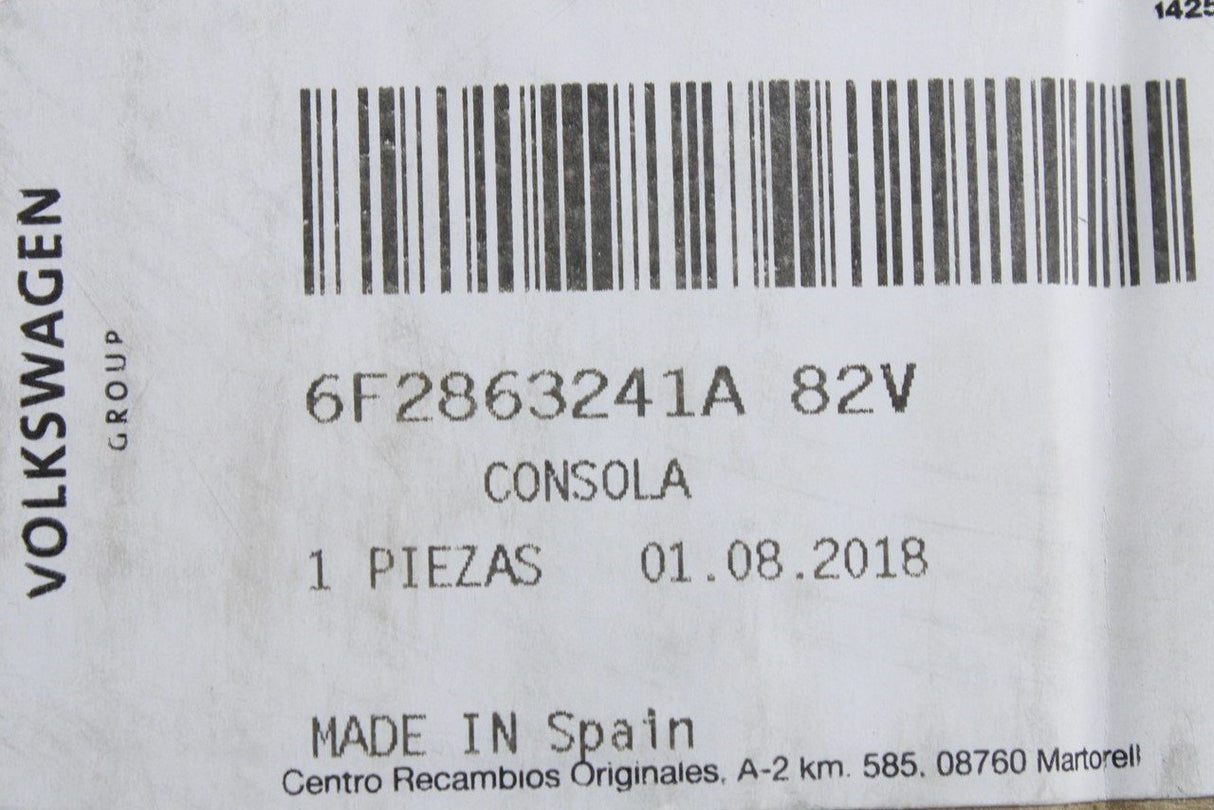 1425
VOLKSWAGEN
GROUP
6F2863241A 82V
CONSOLA
1 PIEZAS 01.08.2018
MADE IN Spain
Centro Recambios Originales, A-2 km. 585, 08760 Martorell